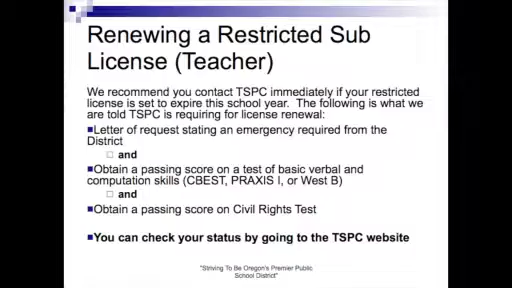 Renewing a Restricted Sub
License (Teacher)
We recommend you contact TSPC immediately if your restricted
license is set to expire this school year.  The following is what we
are told TSPC is requiring for license renewal:
■Letter of request stating an emergency required from the
District
□ and
■Obtain a passing score on a test of basic verbal and
computation skills (CBEST, PRAXIS I, or West B)
□ and
■Obtain a passing score on Civil Rights Test
■You can check your status by going to the TSPC website
"Striving To Be Oregon's Premier Public
School District"